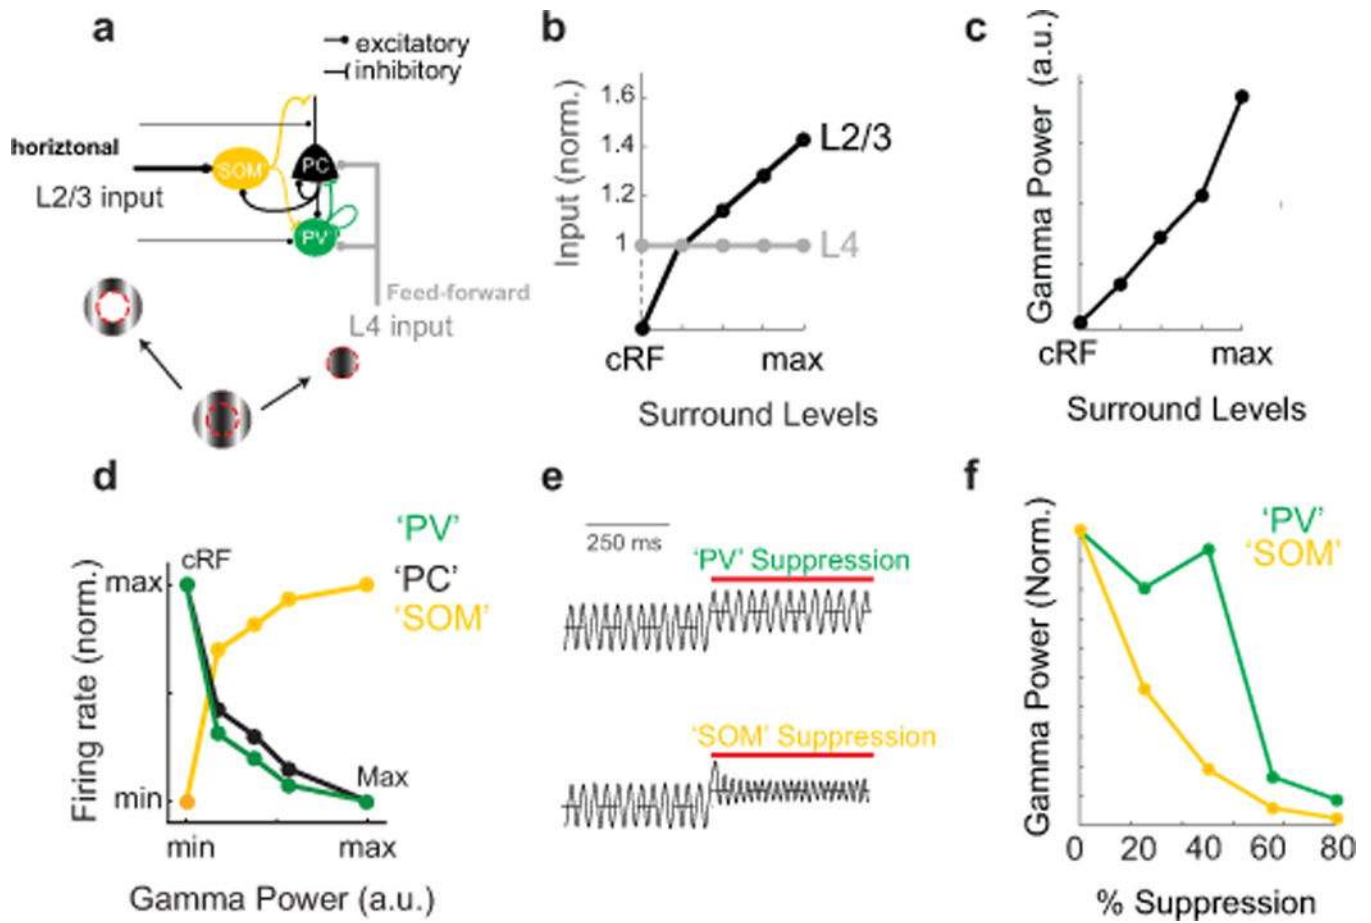 a
excitatory
inhibitory
horiztonal
L2/3 input
'SOM'
PC
'PV'
Feed-forward
L4 input
b
Input (norm.)
1.6
1.4
1.2
1
L2/3
L4
cRF
max
Surround Levels
c
Gamma Power (a.u.)
cRF
max
Surround Levels
d
'PV'
'PC'
'SOM'
Firing rate (norm.)
max
min
cRF
Max
min
max
Gamma Power (a.u.)
e
250 ms
'PV' Suppression
'SOM' Suppression
f
'PV'
'SOM'
Gamma Power (Norm.)
0
20
40
60
80
% Suppression